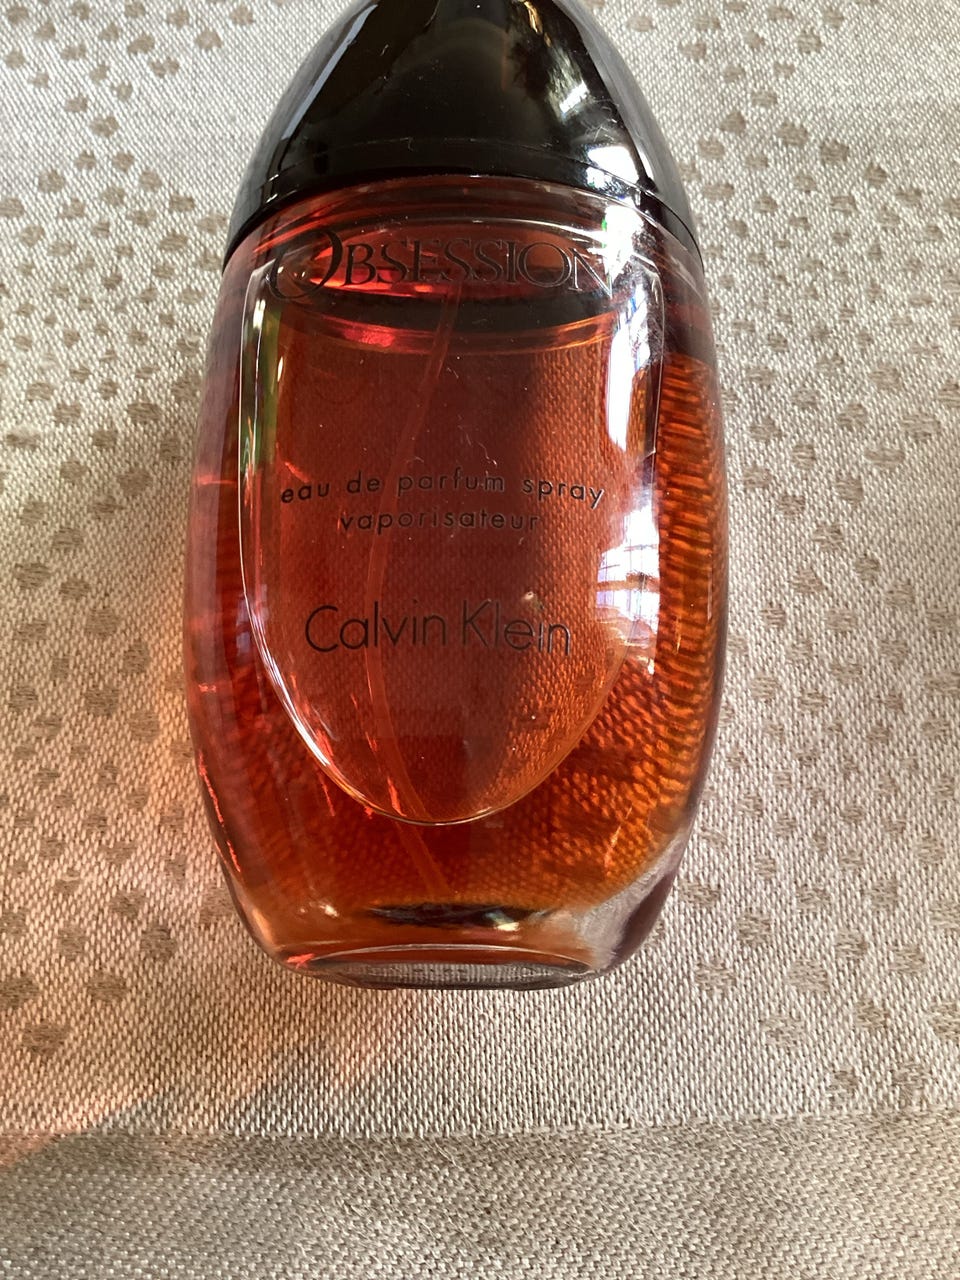 OBSESSION
eau de parfum spray
vaporisateur
Calvin Klein